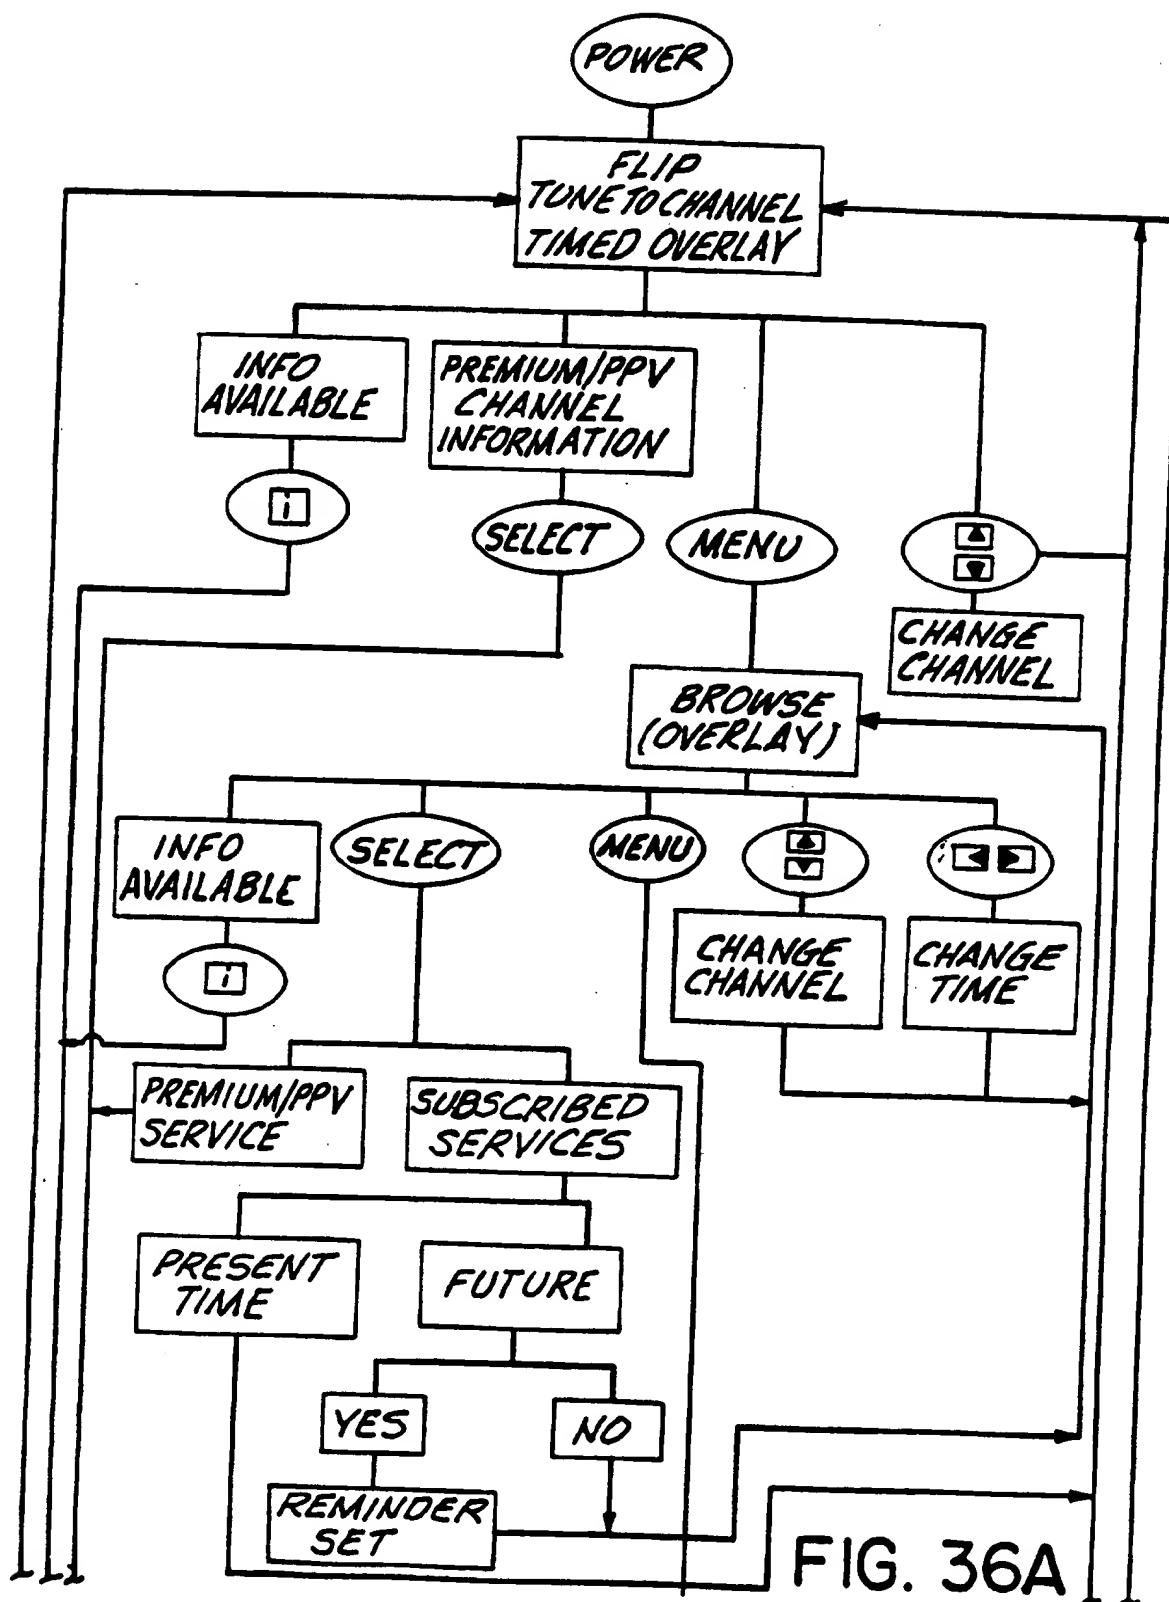 POWER
FLIP
TUNE TO CHANNEL
TIMED OVERLAY
INFO
AVAILABLE
PREMIUM/PPV
CHANNEL
INFORMATION
i
SELECT
MENU
CHANGE
CHANNEL
BROWSE
(OVERLAY)
INFO
AVAILABLE
SELECT
MENU
i
CHANGE
CHANNEL
CHANGE
TIME
PREMIUM/PPV
SERVICE
SUBSCRIBED
SERVICES
PRESENT
TIME
FUTURE
YES
NO
REMINDER
SET
FIG. 36A